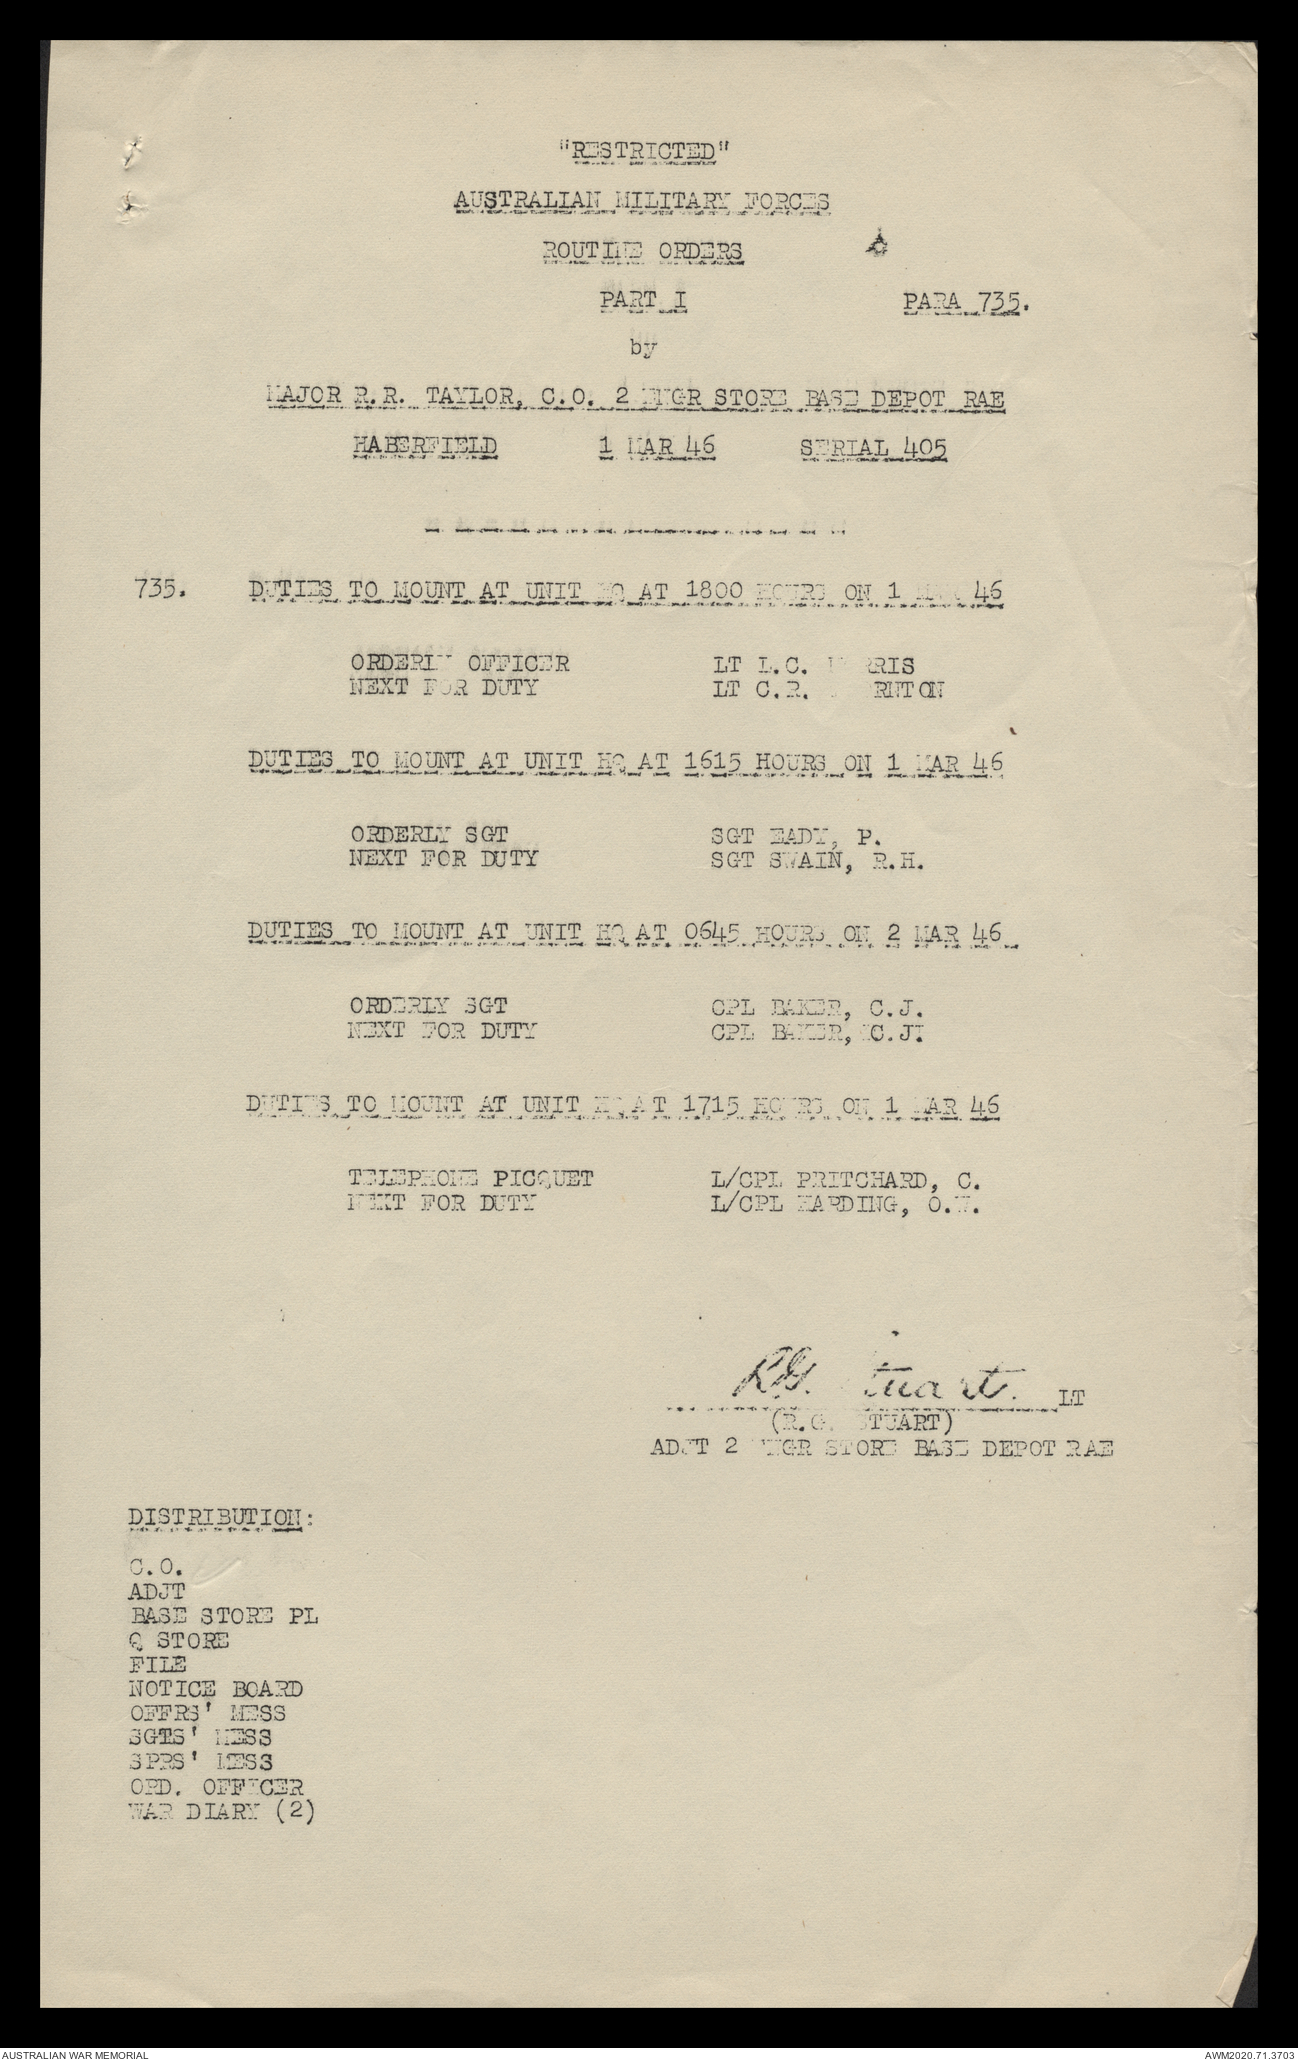 "RESTRICTED"
AUSTRALIAN MILITARY FORCES
ROUTINE ORDERS
PART I PARA 735.
by
MAJOR R.R. TAYLOR, C.O. 2 ENGR STORE BASE DEPOT RAE
HABERFIELD 1 MAR 46 SERIAL 405
735. DUTIES TO MOUNT AT UNIT HQ AT 1800 HOURS ON 1 MAR 46
ORDERLY OFFICER LT L.C.
NEXT FOR DUTY LT C.R.
DUTIES TO MOUNT AT UNIT HQ AT 1615 HOURS ON 1 MAR 46
ORDERLY SGT SGT EADY, P.
NEXT FOR DUTY SGT SWAIN, R.H.
DUTIES TO MOUNT AT UNIT HQ AT 0645 HOURS ON 2 MAR 46
ORDERLY SGT CPL BAKER, C.J.
NEXT FOR DUTY CPL BAKER, C.J.
DUTIES TO MOUNT AT UNIT HQ AT 1715 HOURS ON 1 MAR 46
TELEPHONE PICQUET L/CPL PRITCHARD, C.
NEXT FOR DUTY L/CPL HARDING, O.W.
R.G. Stuart. LT
(R.G. STUART)
ADJT 2 ENGR STORE BASE DEPOT RAE
DISTRIBUTION:
C.O.
ADJT
BASE STORE PL
Q STORE
FILE
NOTICE BOARD
OFFRS' MESS
SGTS' MESS
SPRS' MESS
ORD. OFFICER
WAR DIARY (2)
AUSTRALIAN WAR MEMORIAL AWM2020.71.3703